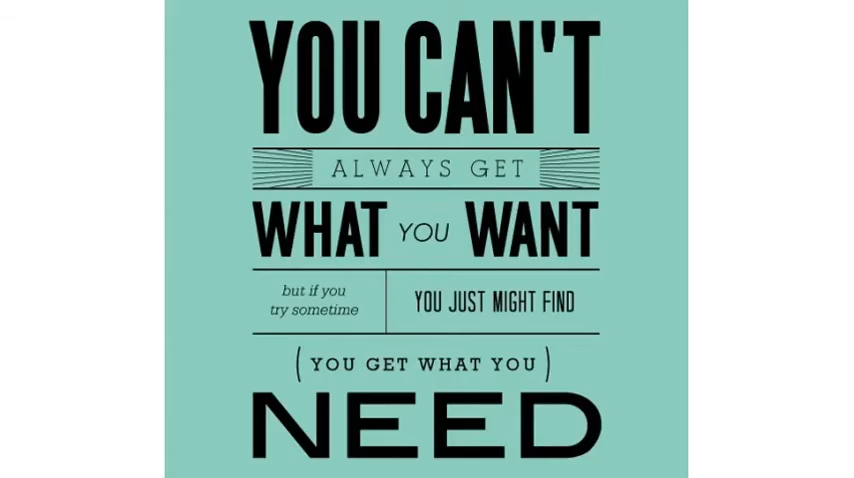 YOU CAN'T
ALWAYS GET
WHAT YOU WANT
but if you
try sometime
YOU JUST MIGHT FIND
(YOU GET WHAT YOU)
NEED